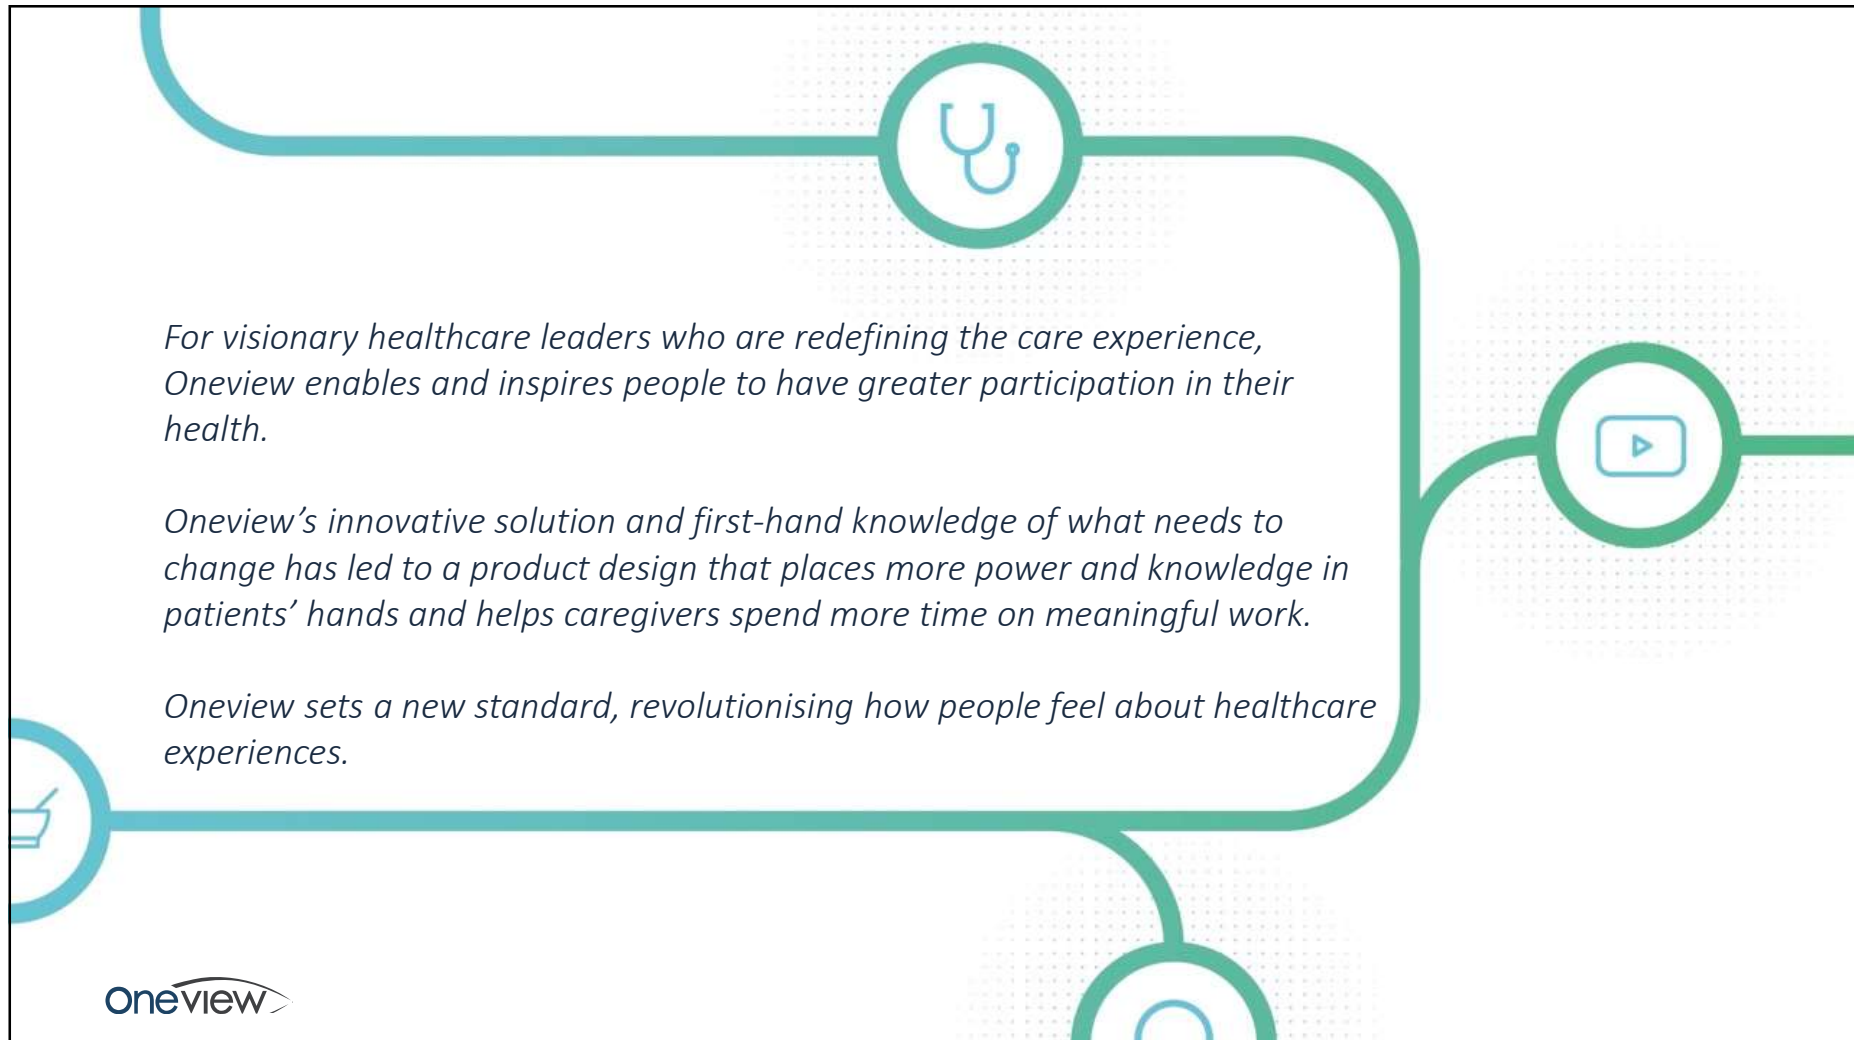 For visionary healthcare leaders who are redefining the care experience,
Oneview enables and inspires people to have greater participation in their
health.
Oneview’s innovative solution and first-hand knowledge of what needs to
change has led to a product design that places more power and knowledge in
patients’ hands and helps caregivers spend more time on meaningful work.
Oneview sets a new standard, revolutionising how people feel about healthcare
experiences.
Oneview